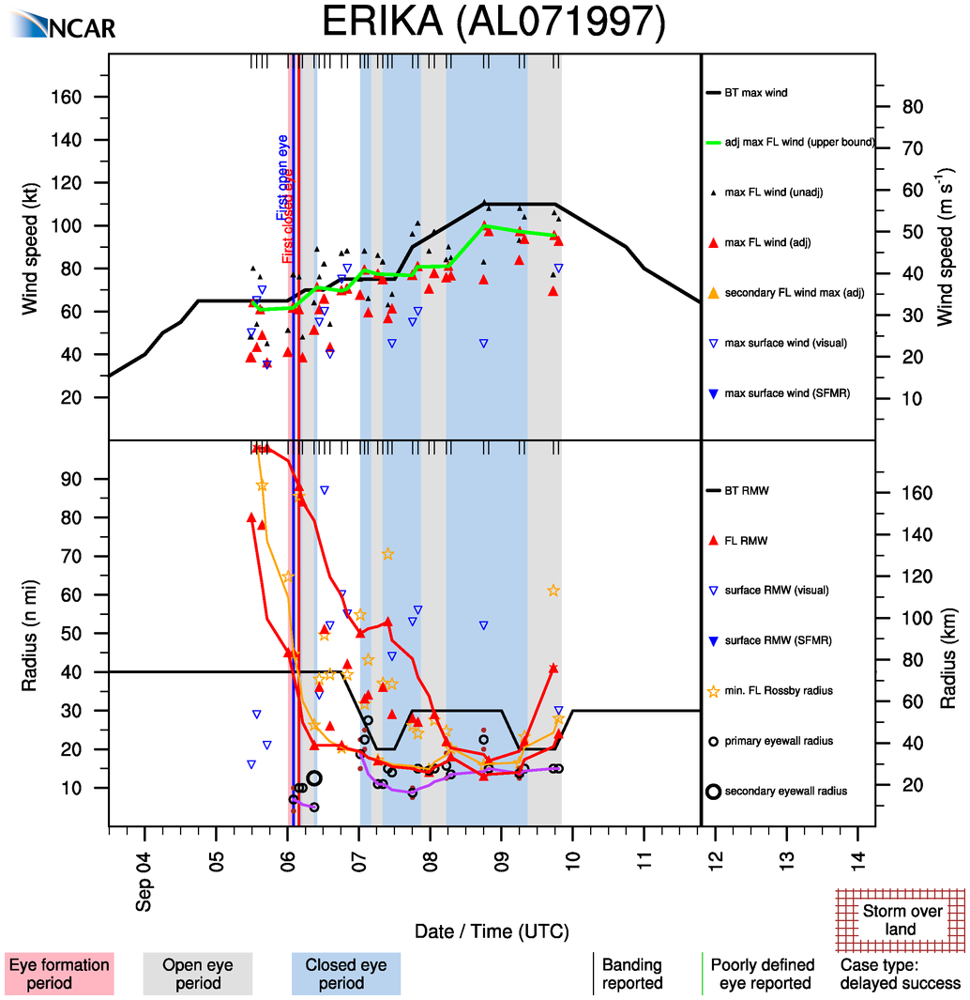 NCAR
ERIKA (AL071997)
160
140
120
100
80
60
40
20
Wind speed (kt)
First open eye
First closed eye
80
70
60
50
40
30
20
10
Wind speed (m s-1)
BT max wind
adj max FL wind (upper bound)
max FL wind (unadj)
max FL wind (adj)
secondary FL wind max (adj)
max surface wind (visual)
max surface wind (SFMR)
90
80
70
60
50
40
30
20
10
Radius (n mi)
160
140
120
100
80
60
40
20
Radius (km)
BT RMW
FL RMW
surface RMW (visual)
surface RMW (SFMR)
min. FL Rossby radius
primary eyewall radius
secondary eyewall radius
Sep 04
05
06
07
08
09
10
11
12
13
14
Date / Time (UTC)
Storm over
land
Eye formation
period
Open eye
period
Closed eye
period
Banding
reported
Poorly defined
eye reported
Case type:
delayed success